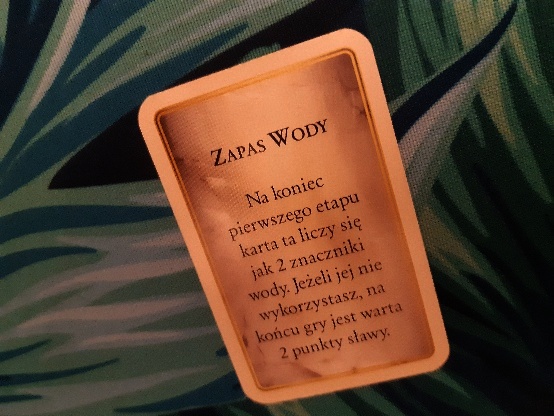 Zapas Wody
Na koniec
pierwszego etapu
karta ta liczy się
jak 2 znaczniki
wody. Jeżeli jej nie
wykorzystasz, na
końcu gry jest warta
2 punkty sławy.